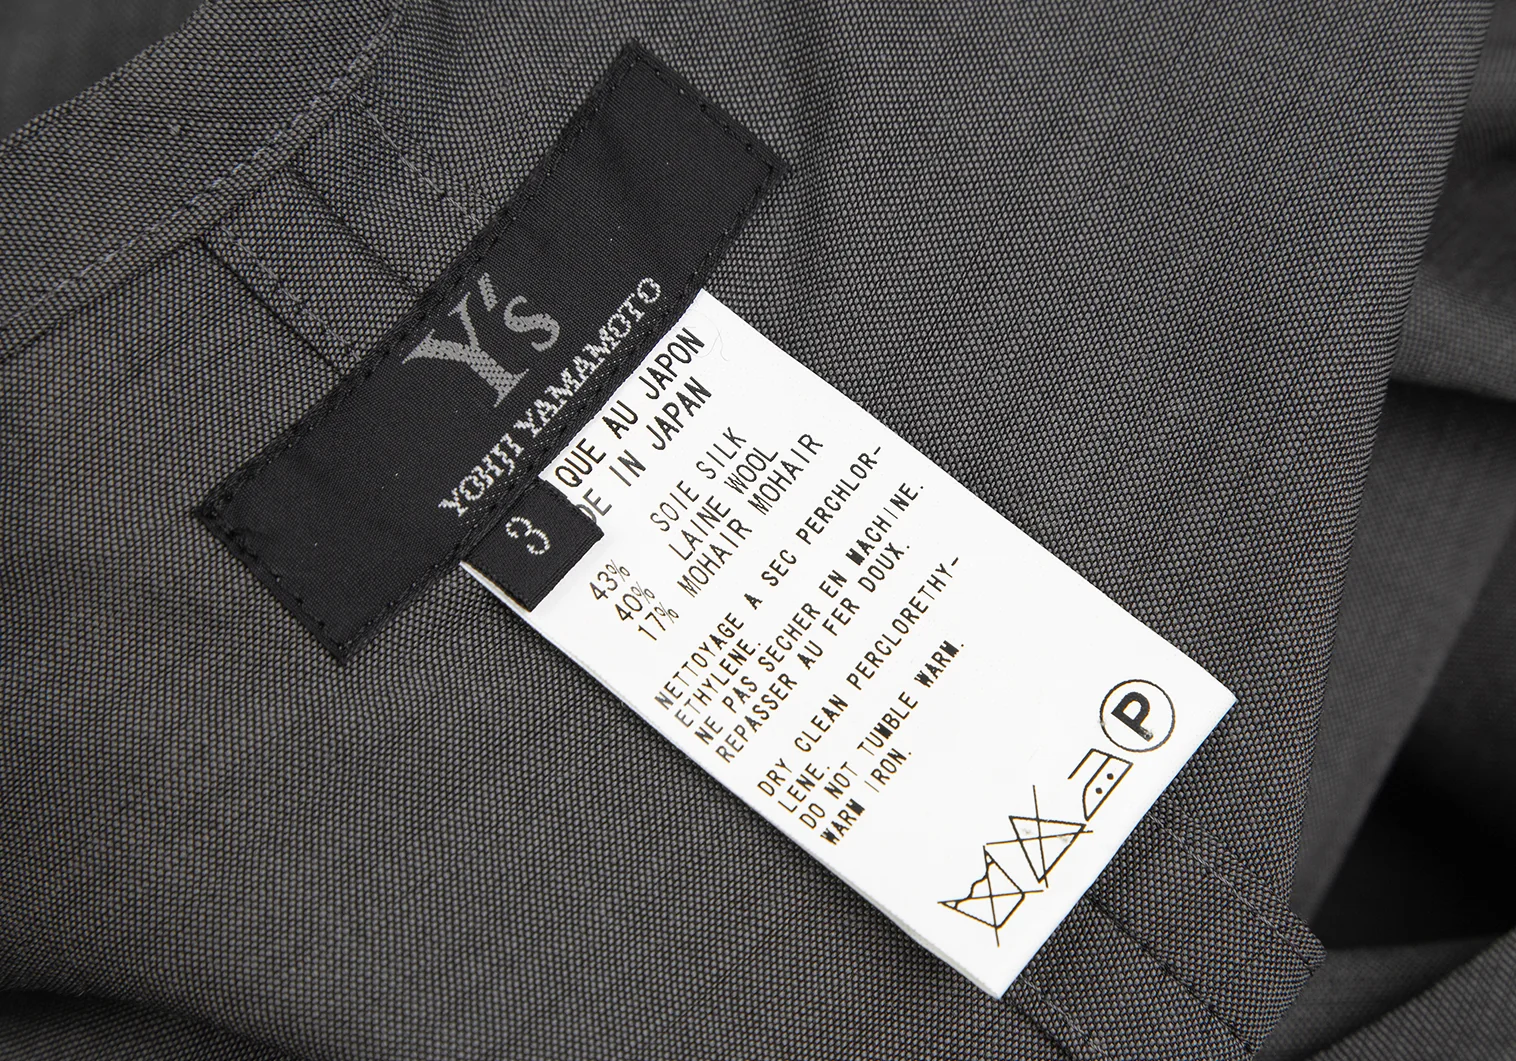 Y's
YOHJI YAMAMOTO
3
QUE AU JAPON
DE IN JAPAN
43% SOIE SILK
40% LAINE WOOL
17% MOHAIR MOHAIR
NETTOYAGE A SEC PERCHLOR-
ETHYLENE.
NE PAS SECHER EN MACHINE.
REPASSER AU FER DOUX.
DRY CLEAN PERCLORETHY-
LENE.
DO NOT TUMBLE WARM.
WARM IRON.
P